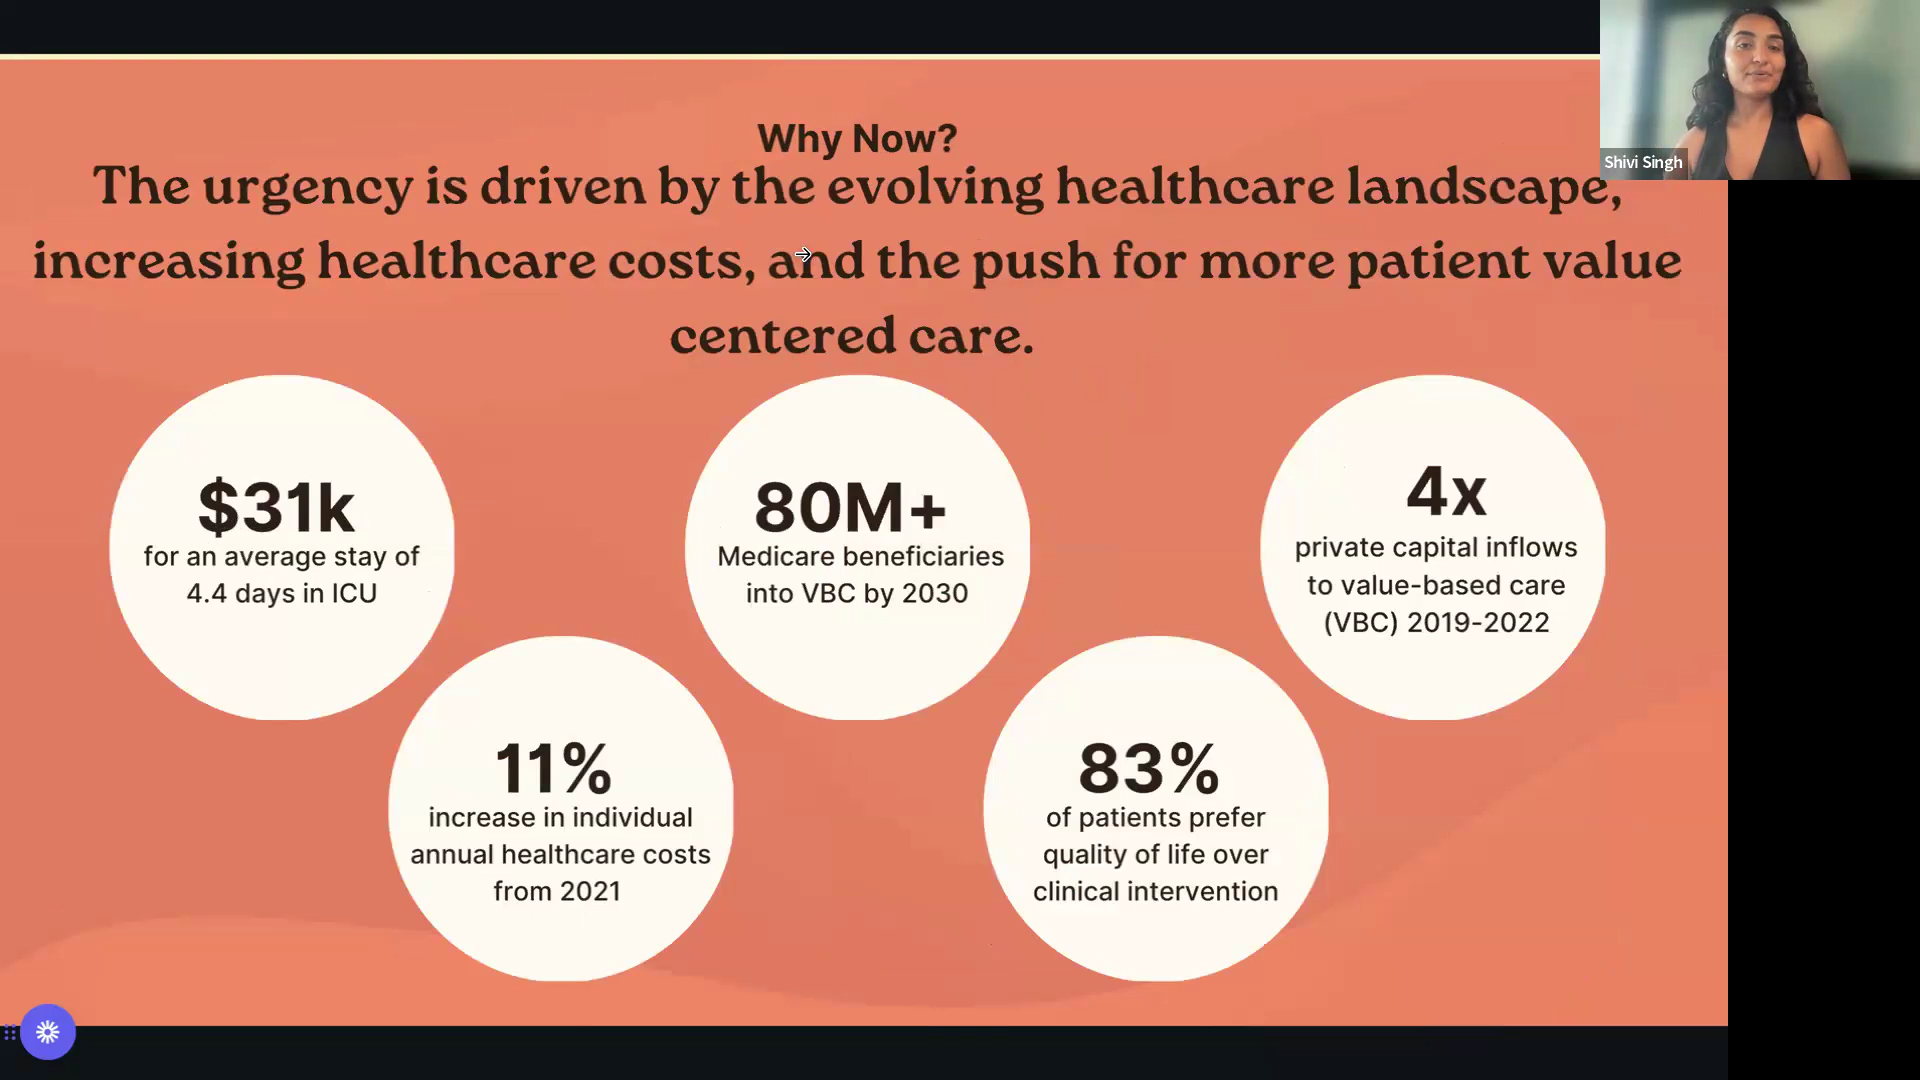 Shivi Singh
Why Now?
The urgency is driven by the evolving healthcare landscape,
increasing healthcare costs, and the push for more patient value
centered care.
$31k
for an average stay of
4.4 days in ICU
80M+
Medicare beneficiaries
into VBC by 2030
4x
private capital inflows
to value-based care
(VBC) 2019-2022
11%
increase in individual
annual healthcare costs
from 2021
83%
of patients prefer
quality of life over
clinical intervention